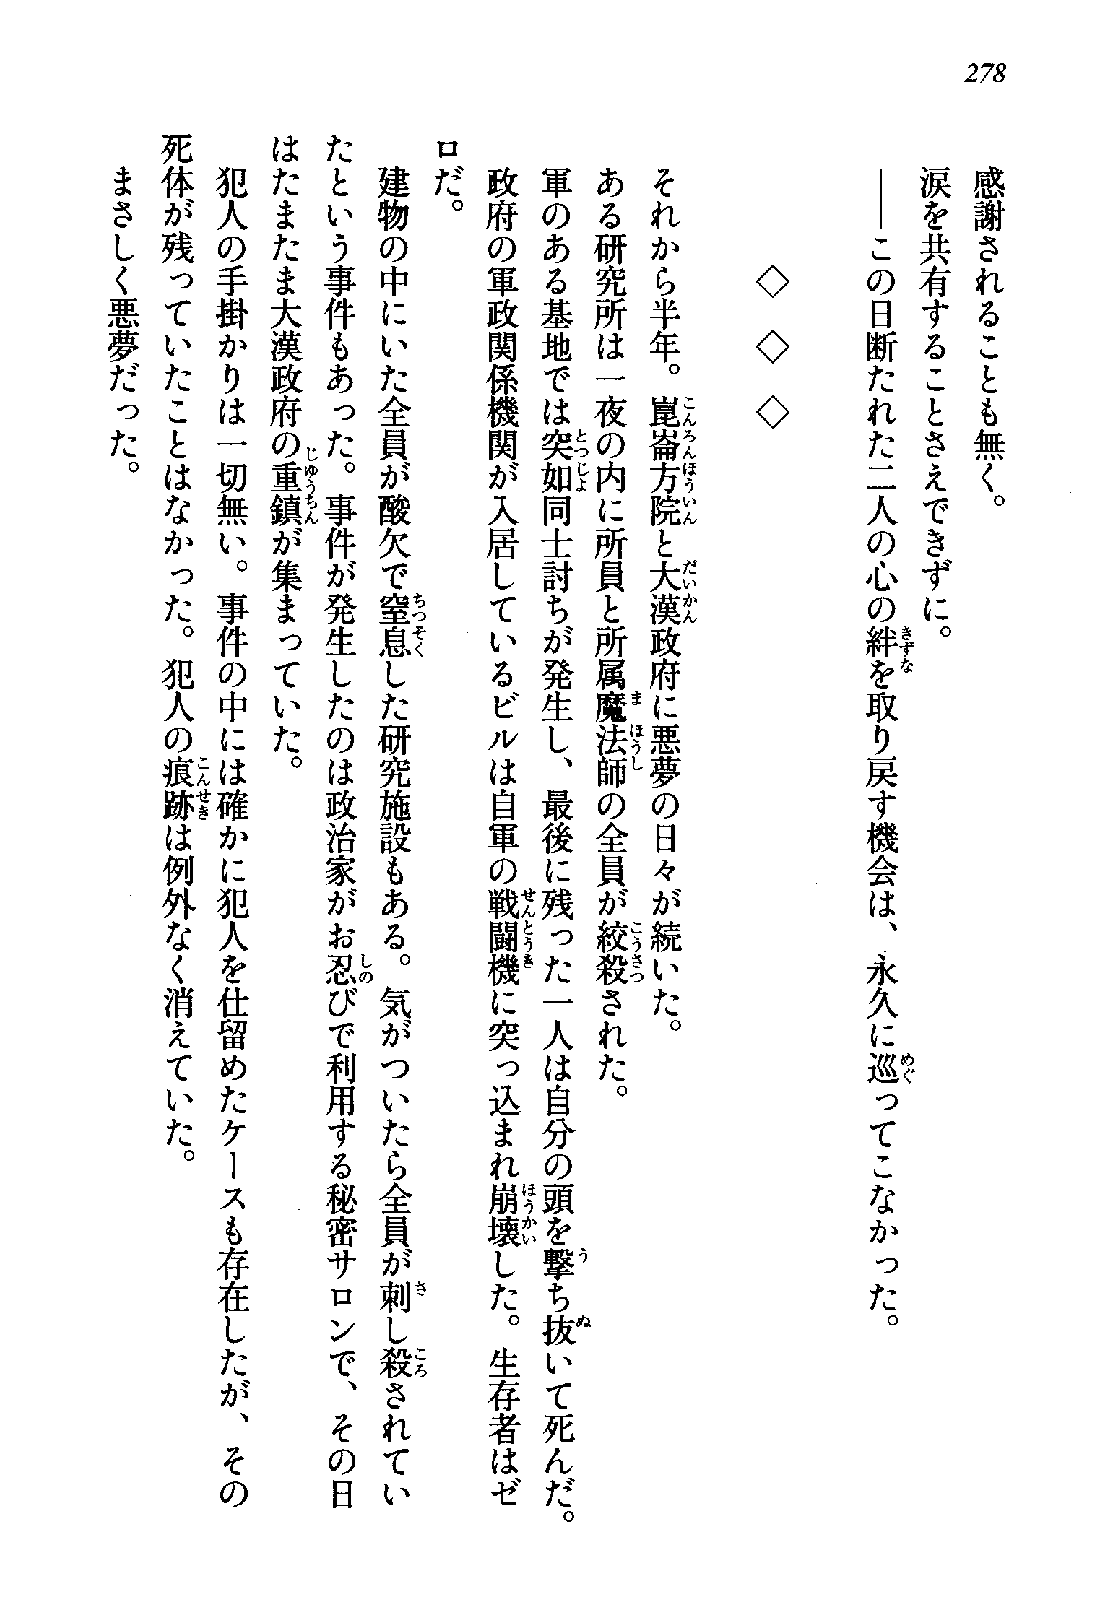 278
感謝されることも無く。
涙を共有することさえできずに。
――この日断たれた二人の心の絆を取り戻す機会は、永久に巡ってこなかった。
◇ ◇ ◇
それから半年。崑崙方院と大漢政府に悪夢の日々が続いた。
ある研究所は一夜の内に所員と所属魔法師の全員が絞殺された。
軍のある基地では突如同士討ちが発生し、最後に残った一人は自分の頭を撃ち抜いて死んだ。
政府の軍政関係機関が入居しているビルは自軍の戦闘機に突っ込まれ崩壊した。生存者はゼ
ロだ。
建物の中にいた全員が酸欠で窒息した研究施設もある。気がついたら全員が刺し殺されてい
たという事件もあった。事件が発生したのは政治家がお忍びで利用する秘密サロンで、その日
はたまたま大漢政府の重鎮が集まっていた。
犯人の手掛かりは一切無い。事件の中には確かに犯人を仕留めたケースも存在したが、その
死体が残っていたことはなかった。犯人の痕跡は例外なく消えていた。
まさしく悪夢だった。